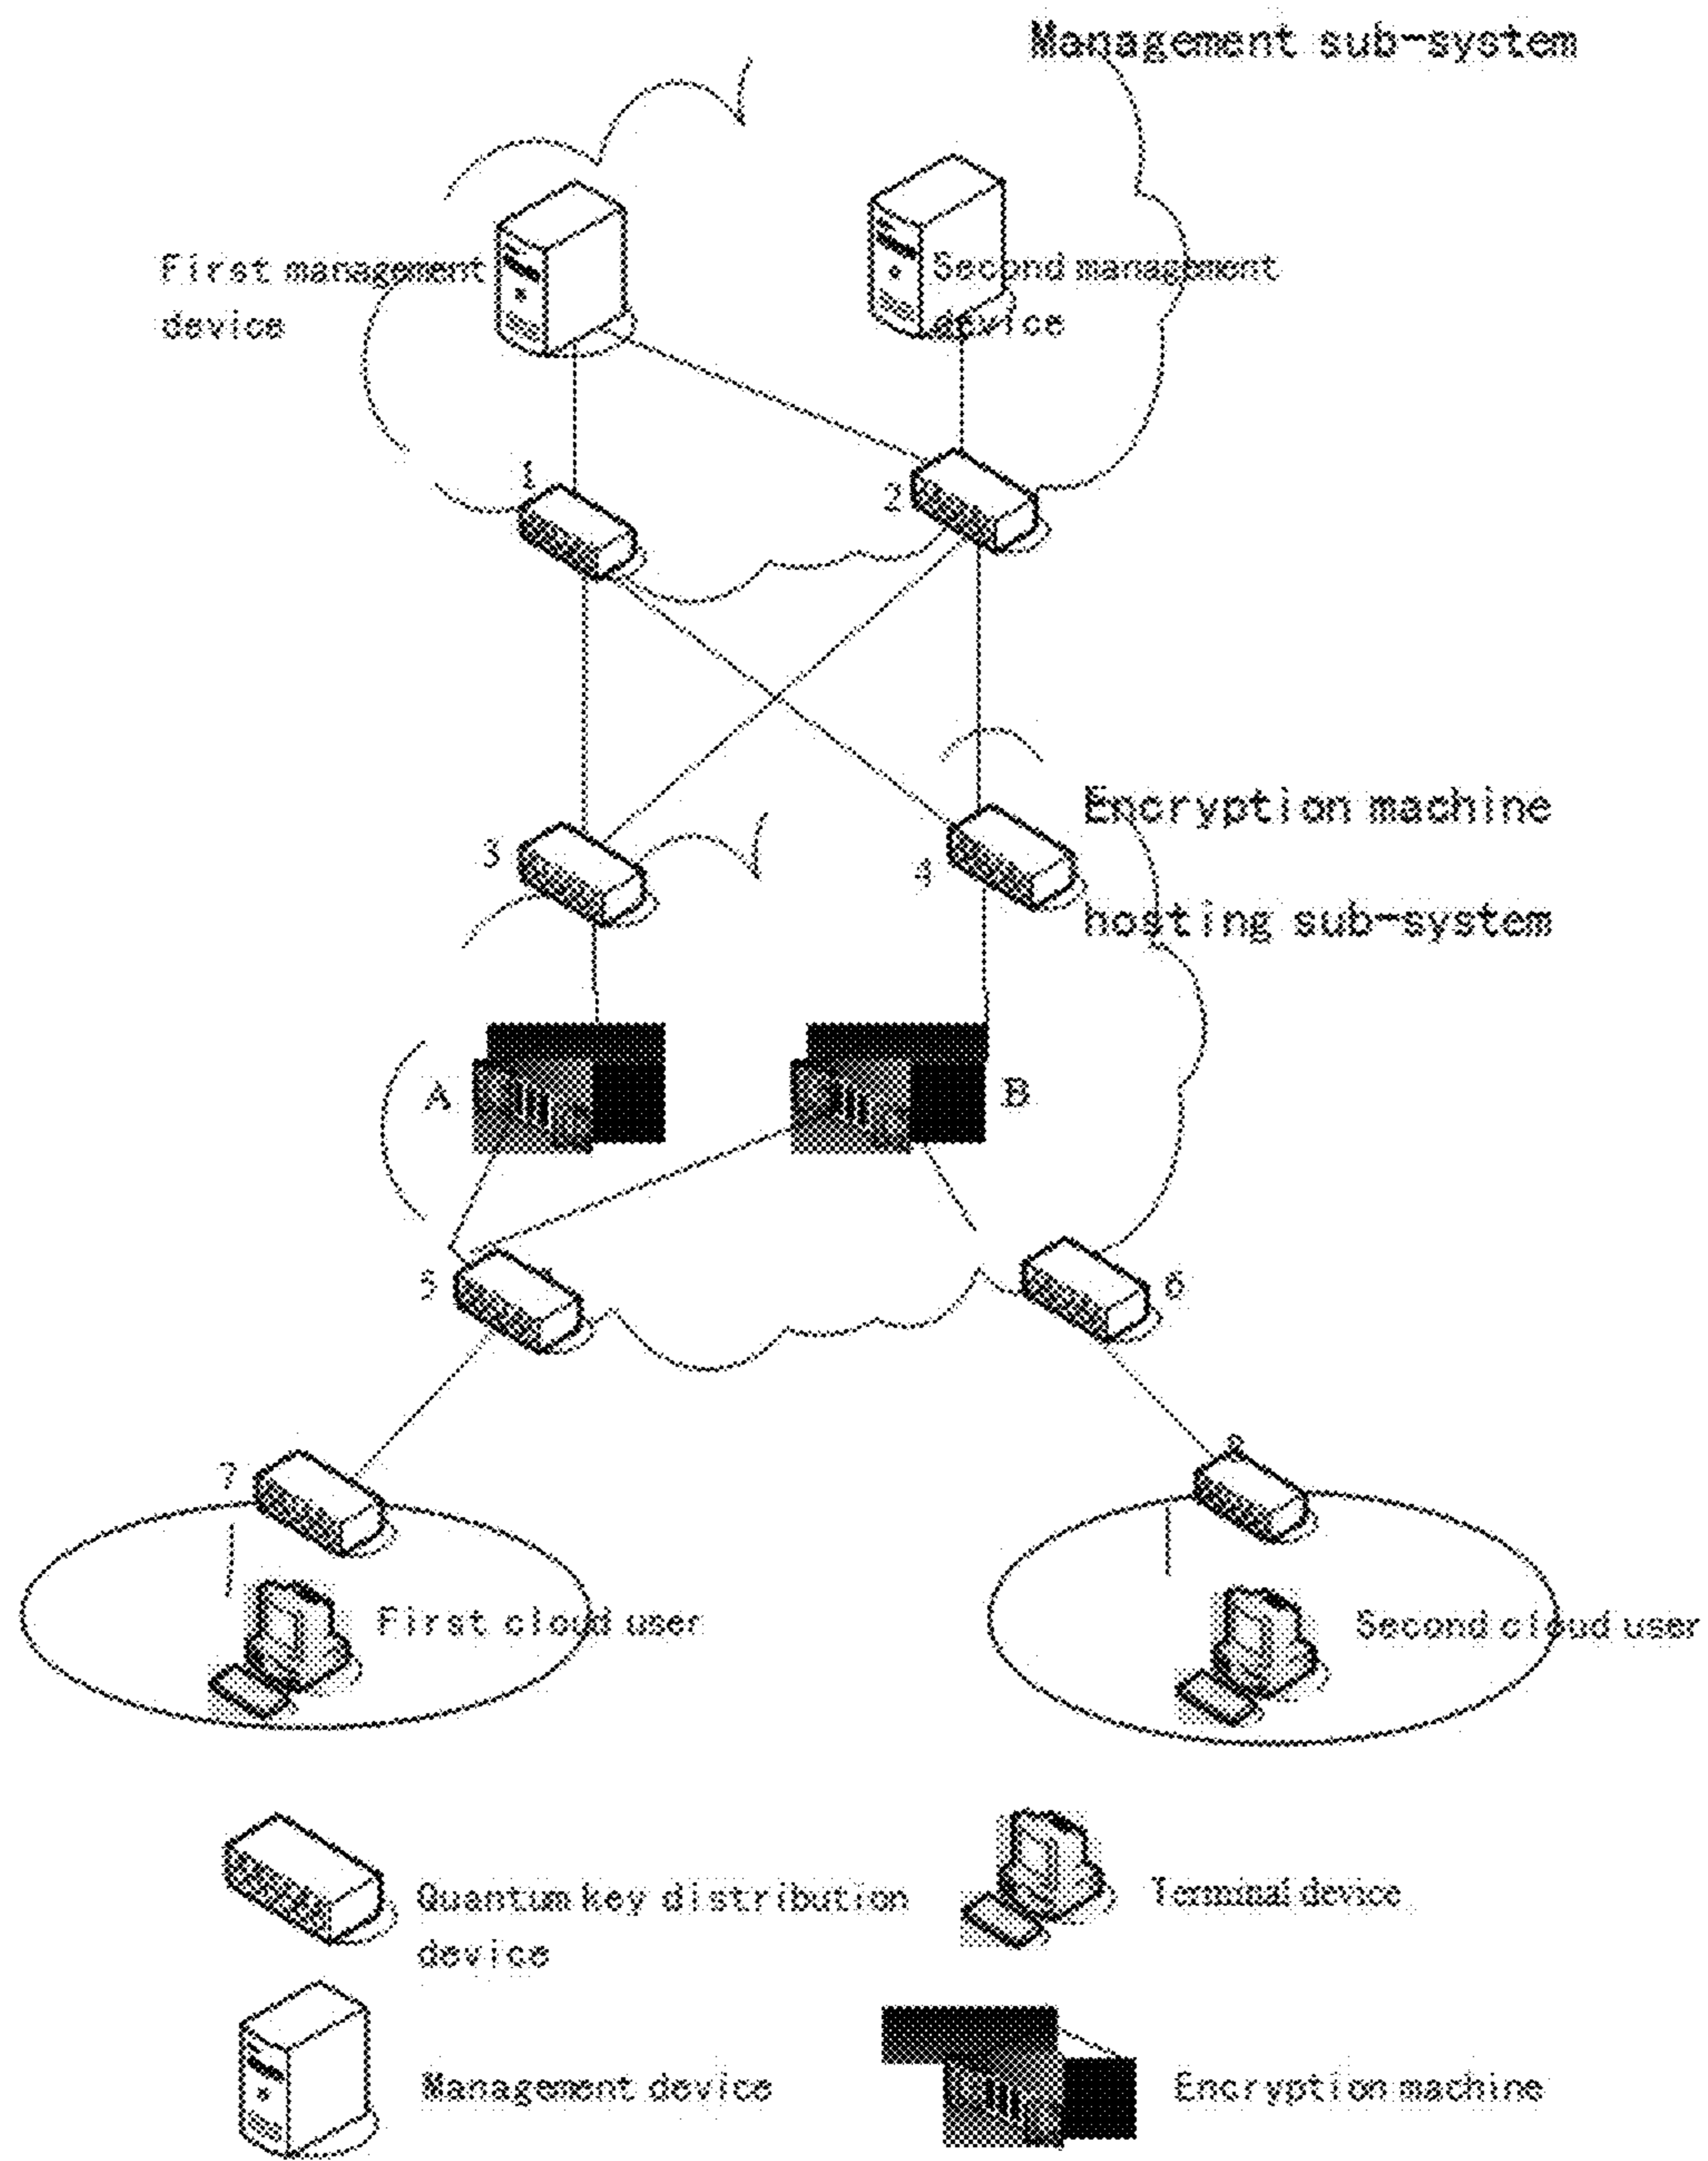 Management sub-system
First management
device
Second management
device
1
2
3
4
Encryption machine
hosting sub-system
A
B
5
6
7
8
First cloud user
Second cloud user
Quantum key distribution
device
Terminal device
Management device
Encryption machine